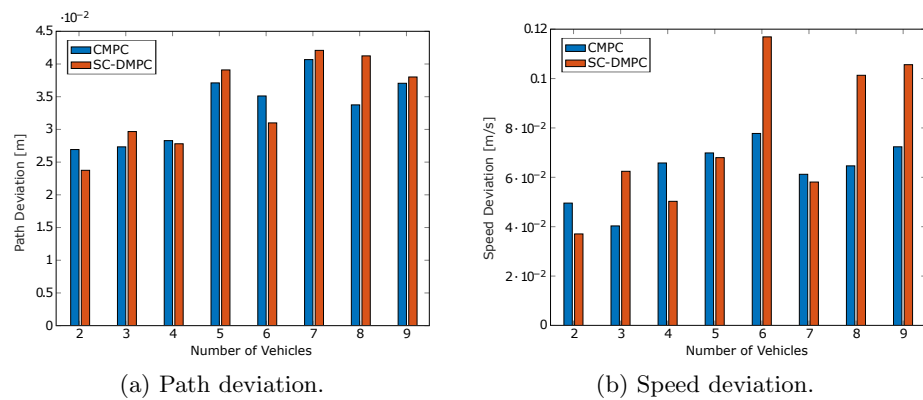 ·10⁻²
4.5
4
3.5
3
2.5
2
1.5
1
0.5
0
Path Deviation [m]
CMPC
SC-DMPC
2 3 4 5 6 7 8 9
Number of Vehicles
(a) Path deviation.
0.12
0.1
8·10⁻²
6·10⁻²
4·10⁻²
2·10⁻²
0
Speed Deviation [m/s]
CMPC
SC-DMPC
2 3 4 5 6 7 8 9
Number of Vehicles
(b) Speed deviation.